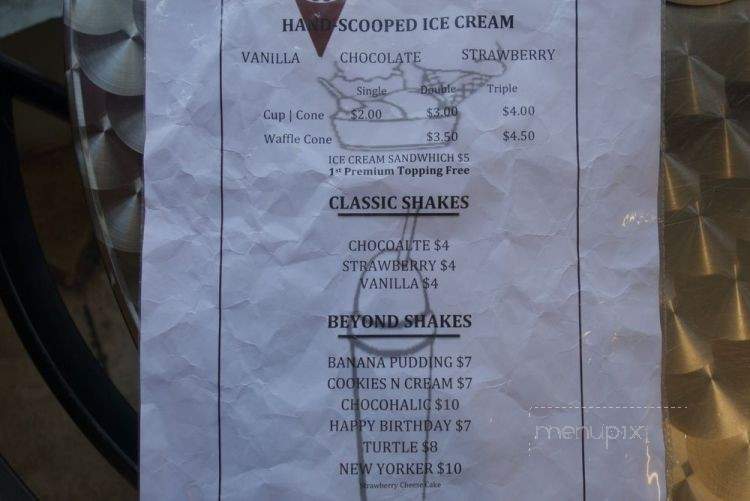 HAND-SCOOPED ICE CREAM
VANILLA CHOCOLATE STRAWBERRY
Single Double Triple
Cup | Cone $2.00 $3.00 $4.00
Waffle Cone $3.50 $4.50
ICE CREAM SANDWHICH $5
1st Premium Topping Free
CLASSIC SHAKES
CHOCOALTE $4
STRAWBERRY $4
VANILLA $4
BEYOND SHAKES
BANANA PUDDING $7
COOKIES N CREAM $7
CHOCOHALIC $10
HAPPY BIRTHDAY $7
TURTLE $8
NEW YORKER $10
Strawberry Cheese Cake
menupix